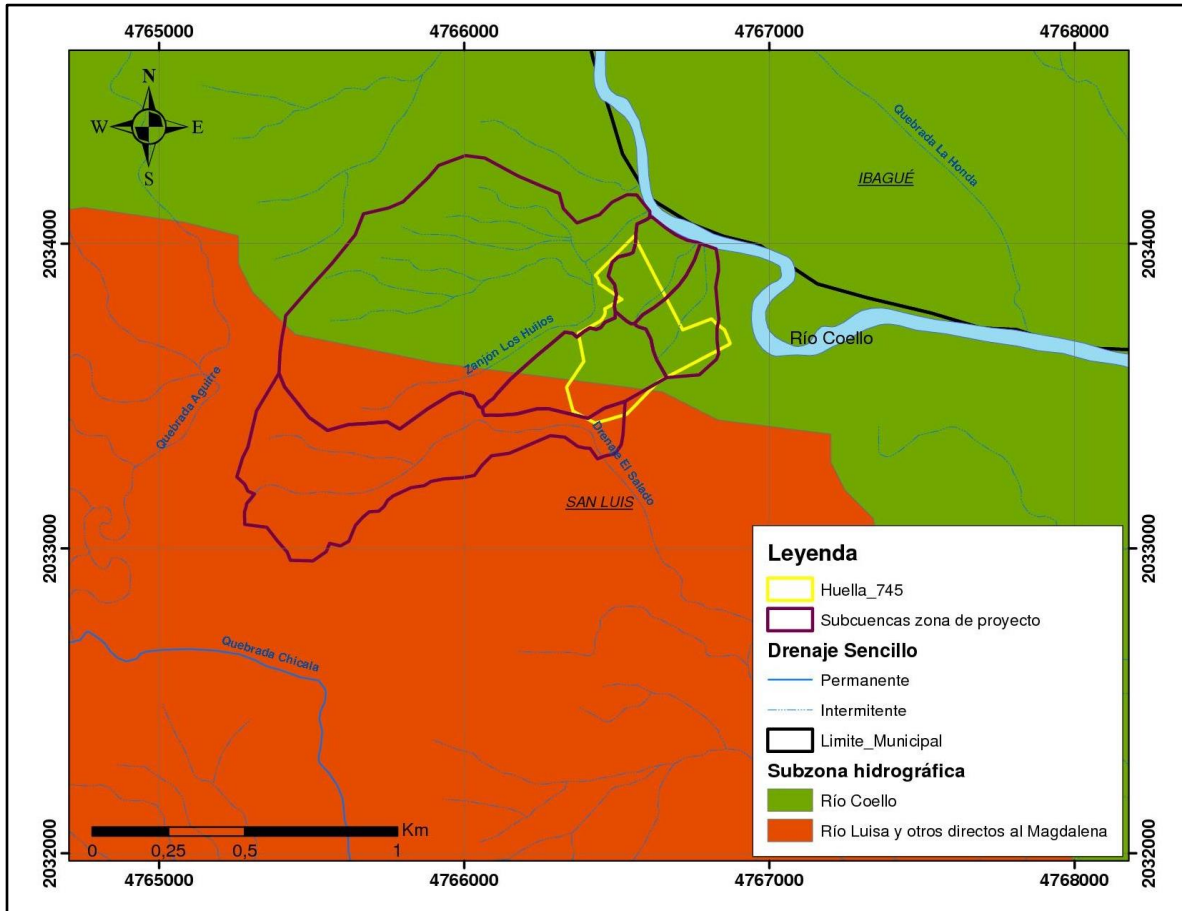 4765000 4766000 4767000 4768000
N
W E
S
Quebrada La Honda
IBAGUÉ
2034000 2034000
Río Coello
Zanjón Los Hulios
Quebrada Aguirre
Drenaje El Salado
SAN LUIS
2033000 2033000
Quebrada Chicala
Leyenda
Huella_745
Subcuencas zona de proyecto
Drenaje Sencillo
Permanente
Intermitente
Limite_Municipal
Subzona hidrográfica
Río Coello
Río Luisa y otros directos al Magdalena
Km
0 0,25 0,5 1
2032000 2032000
4765000 4766000 4767000 4768000